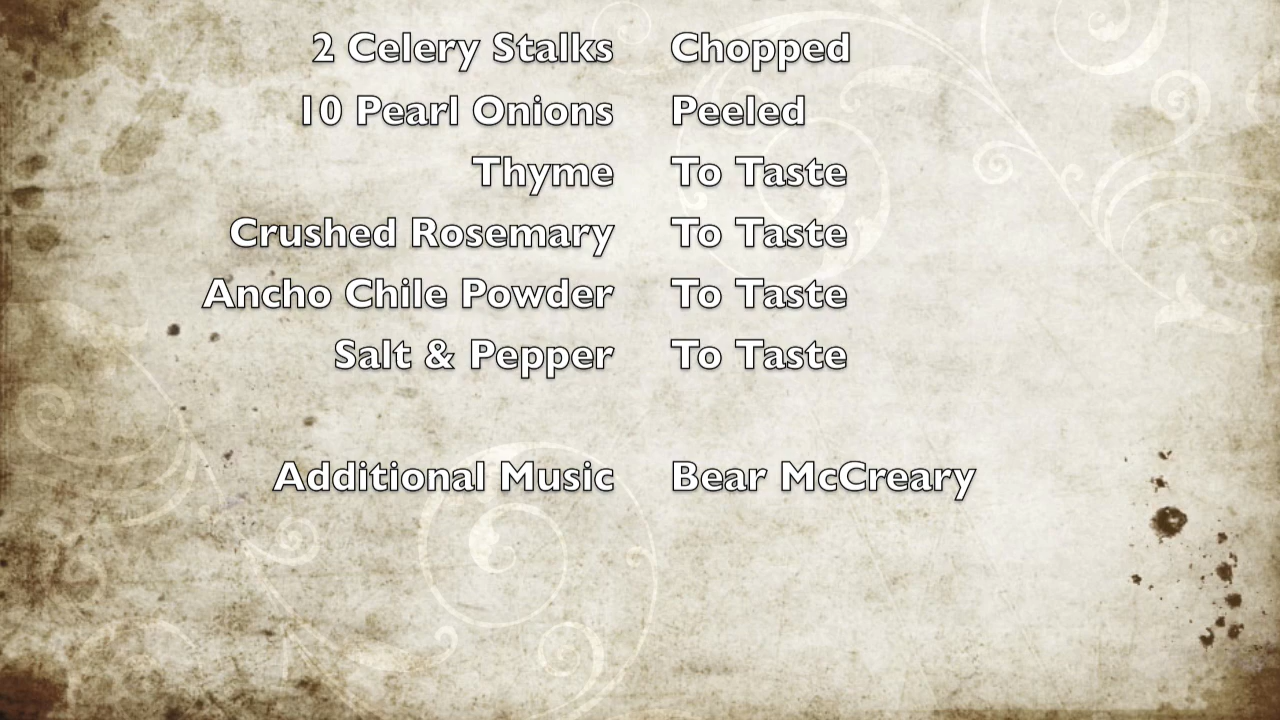 2 Celery Stalks Chopped
10 Pearl Onions Peeled
Thyme To Taste
Crushed Rosemary To Taste
Ancho Chile Powder To Taste
Salt & Pepper To Taste
Additional Music Bear McCreary